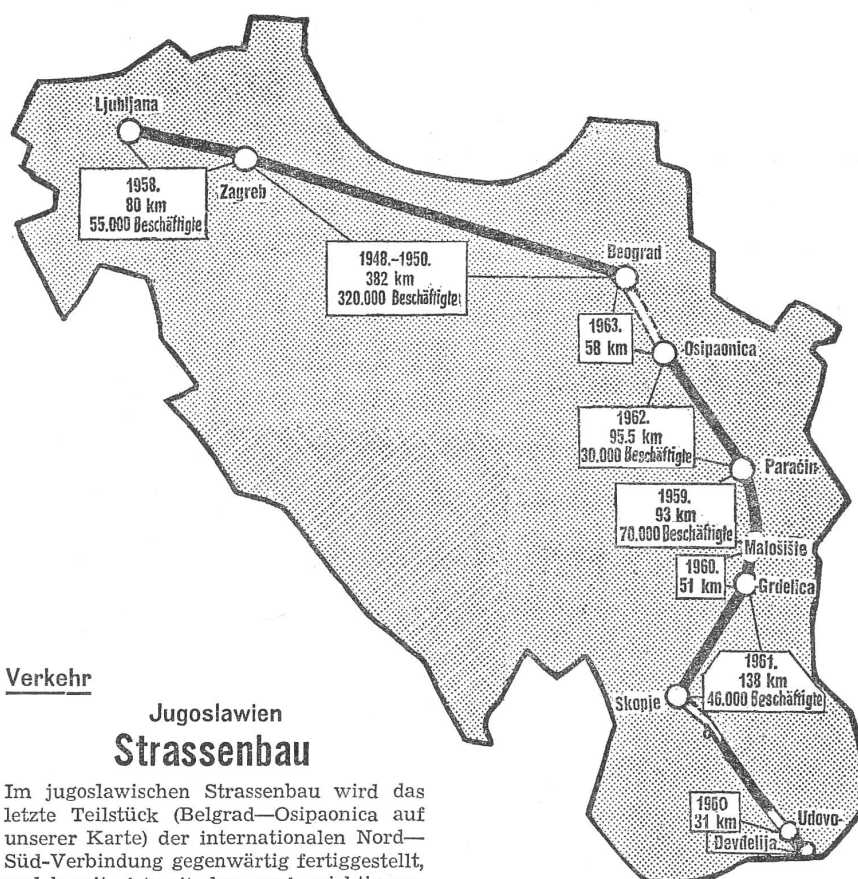 Ljubljana
Zagreb
1958.
80 km
55.000 Beschäftigte
1948.–1950.
382 km
320.000 Beschäftigte
Beograd
1963.
58 km
Osipaonica
1962.
95.5 km
30.000 Beschäftigte
Paraćin
1959.
93 km
70.000 Beschäftigte
Malošište
1960.
51 km
Grdelica
1961.
138 km
46.000 Beschäftigte
Skopje
1960
31 km
Udovo
Đevđelija
Verkehr
Jugoslawien
Strassenbau
Im jugoslawischen Strassenbau wird das
letzte Teilstück (Belgrad—Osipaonica auf
unserer Karte) der internationalen Nord—
Süd-Verbindung gegenwärtig fertiggestellt,